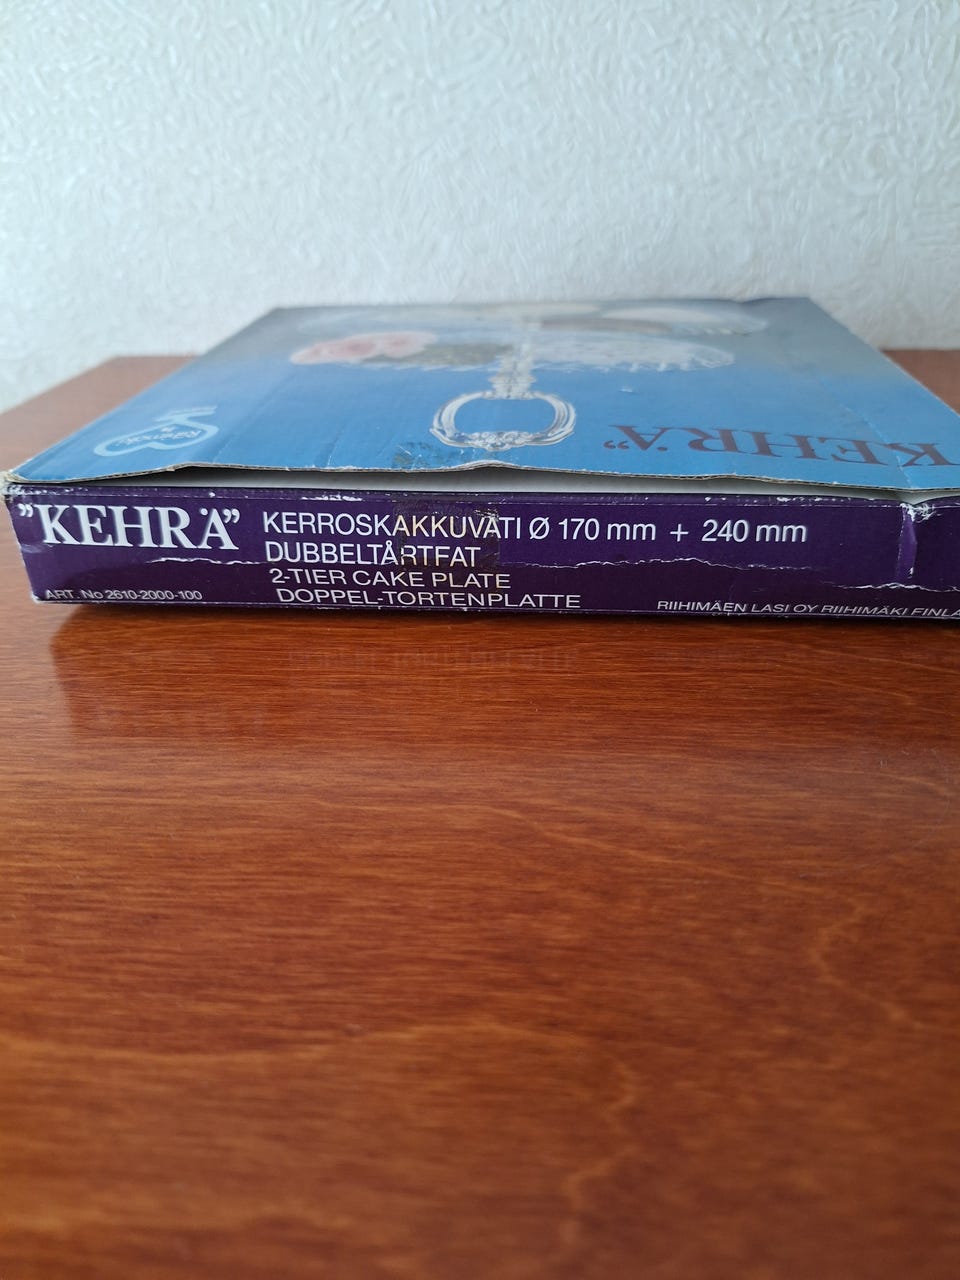 "KEHRÄ"
Riihimäki
”KEHRÄ”
KERROSKAKKUVATI Ø 170 mm + 240 mm
DUBBELTÅRTFAT
2-TIER CAKE PLATE
DOPPEL-TORTENPLATTE
ART. No 2610-2000-100
RIIHIMÄEN LASI OY RIIHIMÄKI FINLA